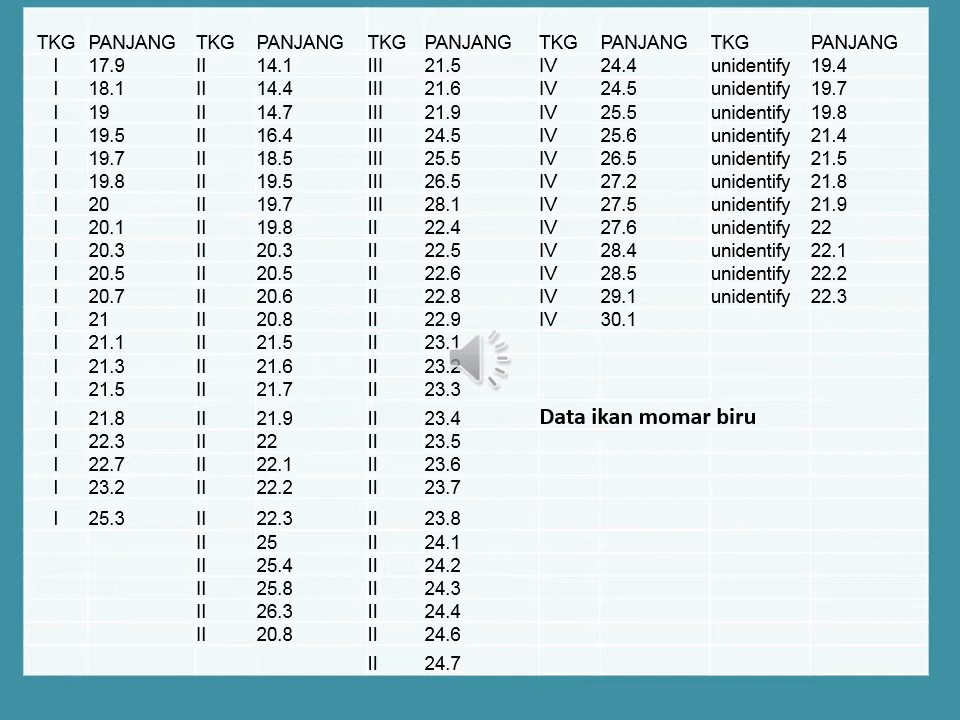 TKG PANJANG TKG PANJANG TKG PANJANG TKG PANJANG TKG PANJANG
I 17.9 II 14.1 III 21.5 IV 24.4 unidentify 19.4
I 18.1 II 14.4 III 21.6 IV 24.5 unidentify 19.7
I 19 II 14.7 III 21.9 IV 25.5 unidentify 19.8
I 19.5 II 16.4 III 24.5 IV 25.6 unidentify 21.4
I 19.7 II 18.5 III 25.5 IV 26.5 unidentify 21.5
I 19.8 II 19.5 III 26.5 IV 27.2 unidentify 21.8
I 20 II 19.7 III 28.1 IV 27.5 unidentify 21.9
I 20.1 II 19.8 II 22.4 IV 27.6 unidentify 22
I 20.3 II 20.3 II 22.5 IV 28.4 unidentify 22.1
I 20.5 II 20.5 II 22.6 IV 28.5 unidentify 22.2
I 20.7 II 20.6 II 22.8 IV 29.1 unidentify 22.3
I 21 II 20.8 II 22.9 IV 30.1
I 21.1 II 21.5 II 23.1
I 21.3 II 21.6 II 23.2
I 21.5 II 21.7 II 23.3
I 21.8 II 21.9 II 23.4 Data ikan momar biru
I 22.3 II 22 II 23.5
I 22.7 II 22.1 II 23.6
I 23.2 II 22.2 II 23.7
I 25.3 II 22.3 II 23.8
II 25 II 24.1
II 25.4 II 24.2
II 25.8 II 24.3
II 26.3 II 24.4
II 20.8 II 24.6
II 24.7